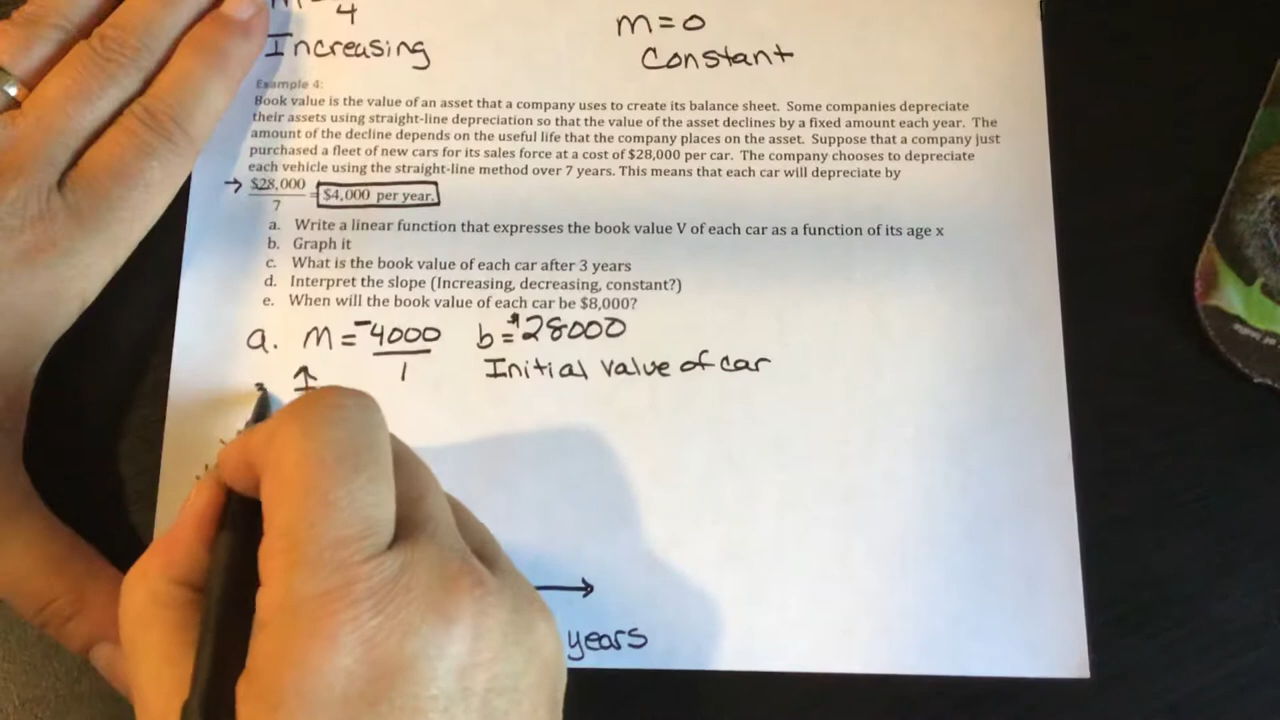 4
m=0
Increasing
Constant
Example 4:
Book value is the value of an asset that a company uses to create its balance sheet. Some companies depreciate
their assets using straight-line depreciation so that the value of the asset declines by a fixed amount each year. The
amount of the decline depends on the useful life that the company places on the asset. Suppose that a company just
purchased a fleet of new cars for its sales force at a cost of $28,000 per car. The company chooses to depreciate
each vehicle using the straight-line method over 7 years. This means that each car will depreciate by
→ $28,000
= $4,000 per year.
7
a. Write a linear function that expresses the book value V of each car as a function of its age x
b. Graph it
c. What is the book value of each car after 3 years
d. Interpret the slope (Increasing, decreasing, constant?)
e. When will the book value of each car be $8,000?
a. m = -4000 b = $28000
1
Initial value of car
years